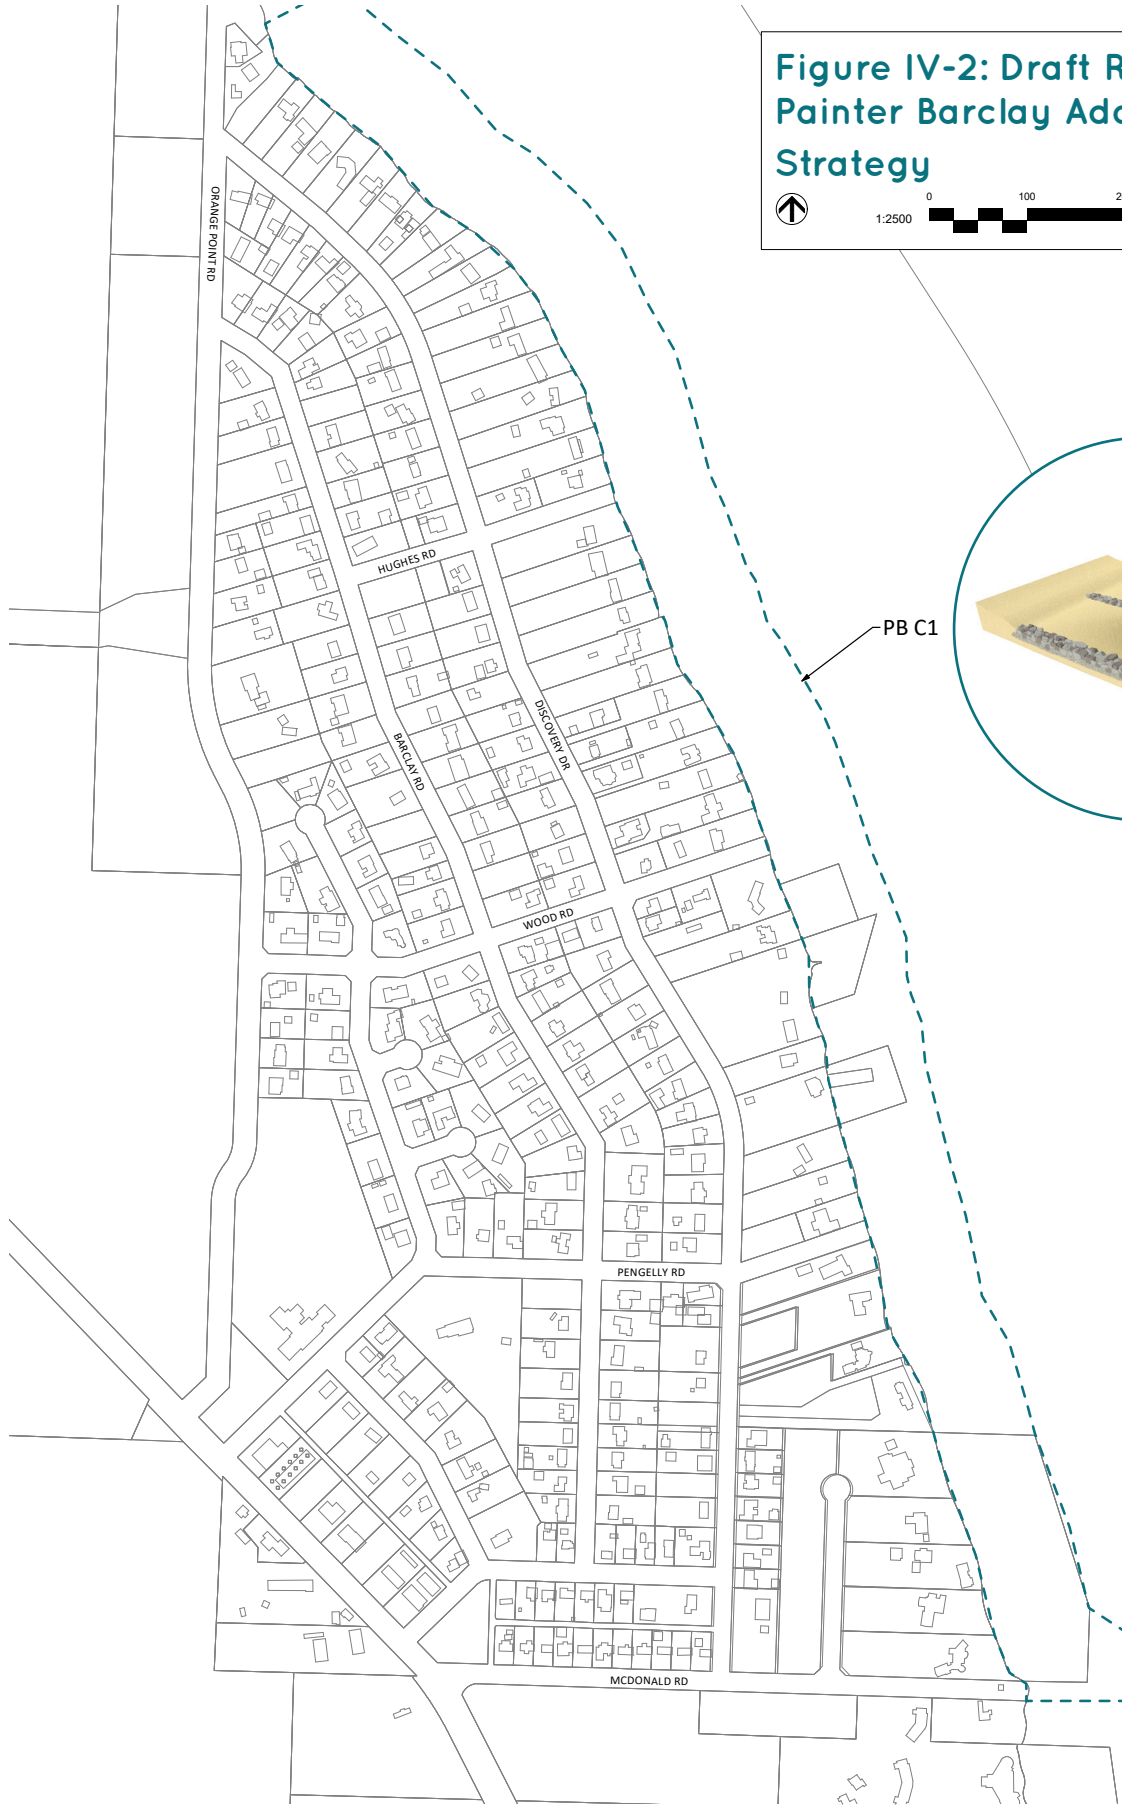 Figure IV-2: Draft
Painter Barclay
Strategy
0 100
1:2500
ORANGE POINT RD
HUGHES RD
PB C1
DISCOVERY DR
BARCLAY RD
WOOD RD
PENGELLY RD
MCDONALD RD